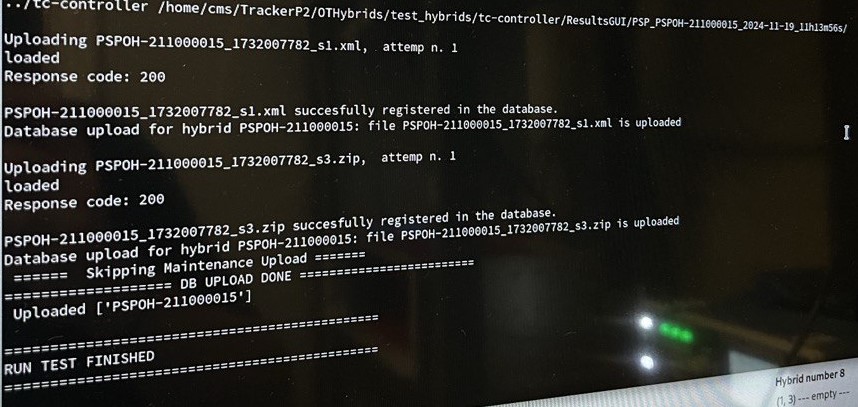 ../tc-controller /home/cms/TrackerP2/OTHybrids/test_hybrids/tc-controller/ResultsGUI/PSP_PSPOH-211000015_2024-11-19_11h13m56s/
Uploading PSPOH-211000015_1732007782_s1.xml,  attemp n. 1
loaded
Response code: 200
PSPOH-211000015_1732007782_s1.xml succesfully registered in the database.
Database upload for hybrid PSPOH-211000015: file PSPOH-211000015_1732007782_s1.xml is uploaded
Uploading PSPOH-211000015_1732007782_s3.zip,  attemp n. 1
loaded
Response code: 200
PSPOH-211000015_1732007782_s3.zip succesfully registered in the database.
Database upload for hybrid PSPOH-211000015: file PSPOH-211000015_1732007782_s3.zip is uploaded
======  Skipping Maintenance Upload =======
==================== DB UPLOAD DONE =========================
Uploaded ['PSPOH-211000015']
====================================================
RUN TEST FINISHED
====================================================
Hybrid number 8
(1, 3) --- empty ---